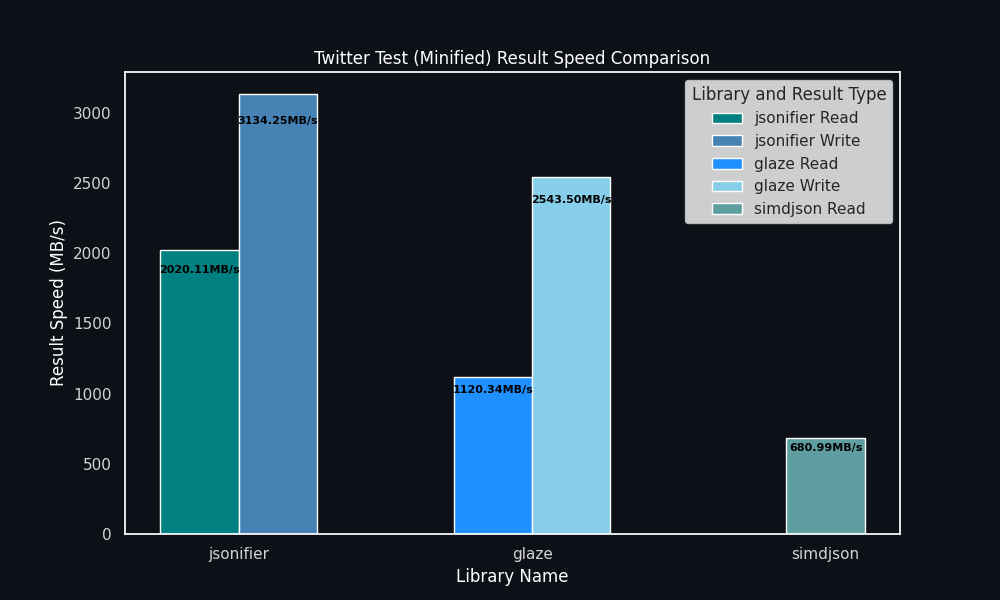 Twitter Test (Minified) Result Speed Comparison
Library and Result Type
jsonifier Read
jsonifier Write
glaze Read
glaze Write
simdjson Read
Result Speed (MB/s)
3000
2500
2000
1500
1000
500
0
3134.25MB/s
2543.50MB/s
2020.11MB/s
1120.34MB/s
680.99MB/s
jsonifier
glaze
simdjson
Library Name